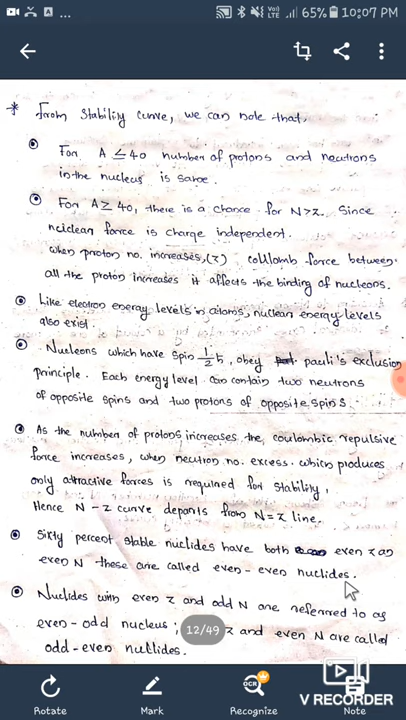 10:07 PM
65%
* From stability curve, we can note that,
For A ≤ 40 number of protons and neutrons
in the nucleus is same.
For A ≥ 40, there is a chance for N>Z. Since
nuclear force is charge independent.
When proton no. increases, (Z) coulomb force between
all the proton increases it affects the binding of nucleons.
Like electron energy levels in atoms, nuclear energy levels
also exist.
Nucleons which have spin 1/2 ħ, obey pauli's exclusion
principle. Each energy level can contain two neutrons
of opposite spins and two protons of opposite spins.
As the number of protons increases the coulombic repulsive
force increases, when neutron no. excess. which produces
only attractive forces is required for stability.
Hence N-Z curve departs from N=Z line.
Sixty percent stable nuclides have both even Z an
even N these are called even-even nuclides.
Nuclides with even Z and odd N are referred to as
even-odd nucleus; Z and even N are called
odd-even nuclides.
12/49
Rotate
Mark
OCR
Recognize
Note
V RECORDER